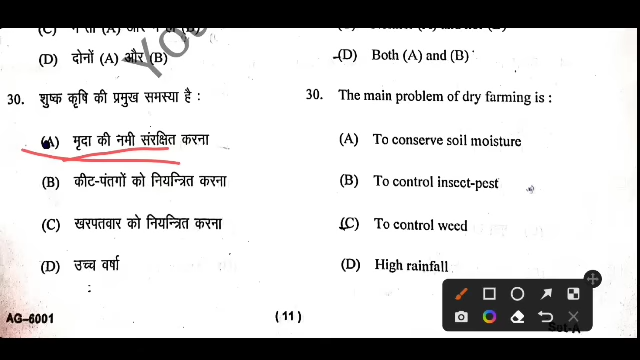 (D) दोनों (A) और (B)
(D) Both (A) and (B)
30. शुष्क कृषि की प्रमुख समस्या है :
(A) मृदा की नमी संरक्षित करना
(B) कीट-पंतगों को नियन्त्रित करना
(C) खरपतवार को नियन्त्रित करना
(D) उच्च वर्षा
30. The main problem of dry farming is :
(A) To conserve soil moisture
(B) To control insect-pest
(C) To control weed
(D) High rainfall
AG-6001
(11)
Set-A